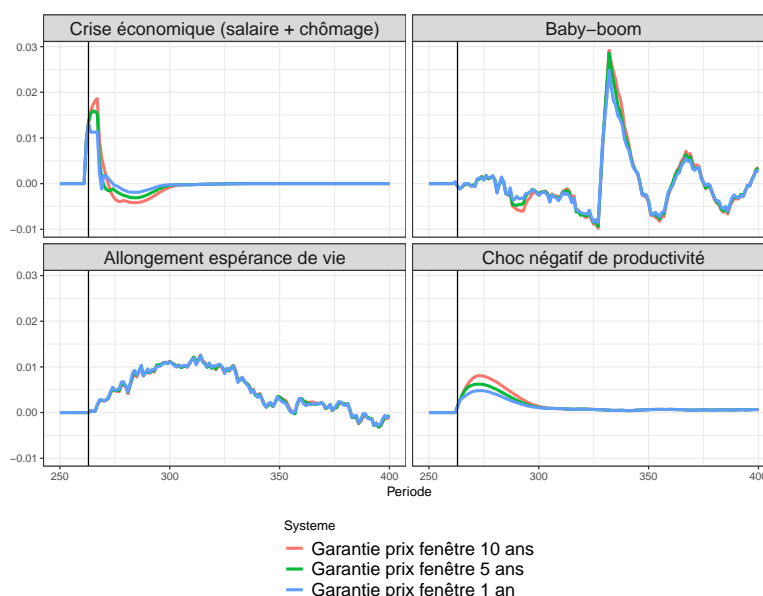 Crise économique (salaire + chômage)
Baby−boom
0.03
0.02
0.01
0.00
−0.01
Allongement espérance de vie
Choc négatif de productivité
0.03
0.02
0.01
0.00
−0.01
250 300 350 400 250 300 350 400
Periode
Systeme
Garantie prix fenêtre 10 ans
Garantie prix fenêtre 5 ans
Garantie prix fenêtre 1 an